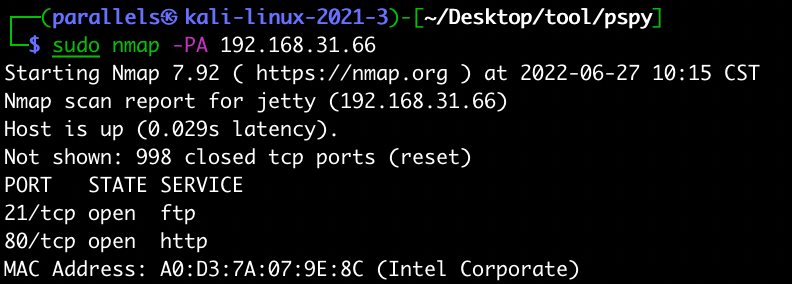 ┌──(parallels㉿kali-linux-2021-3)-[~/Desktop/tool/pspy]
└─$ sudo nmap -PA 192.168.31.66
Starting Nmap 7.92 ( https://nmap.org ) at 2022-06-27 10:15 CST
Nmap scan report for jetty (192.168.31.66)
Host is up (0.029s latency).
Not shown: 998 closed tcp ports (reset)
PORT   STATE SERVICE
21/tcp open  ftp
80/tcp open  http
MAC Address: A0:D3:7A:07:9E:8C (Intel Corporate)